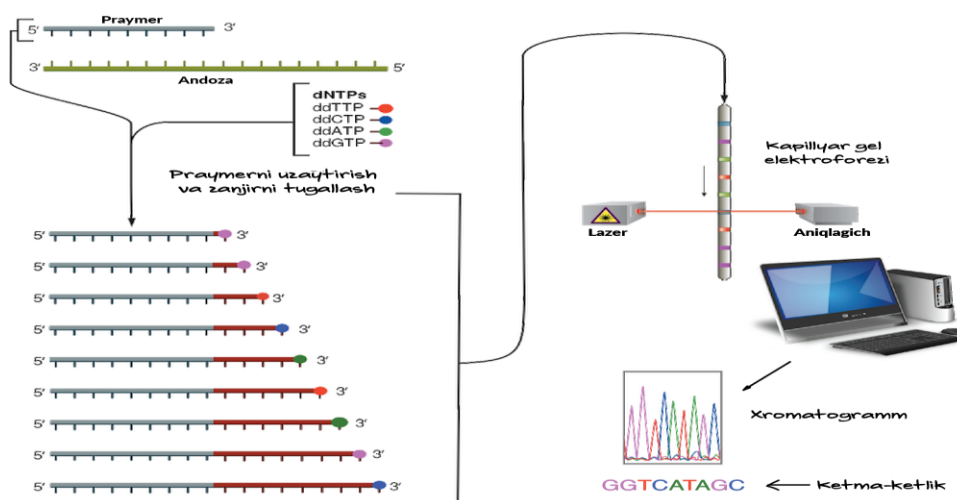 Praymer
5′ 3′
3′ 5′
Andoza
dNTPs
ddTTP
ddCTP
ddATP
ddGTP
Praymerni uzaytirish
va zanjirni tugallash
5′ 3′
5′ 3′
5′ 3′
5′ 3′
5′ 3′
5′ 3′
5′ 3′
5′ 3′
5′ 3′
Kapillyar gel
elektroforezi
Lazer
Aniqlagich
Xromatogramm
GGTCATAGC
Ketma-ketlik